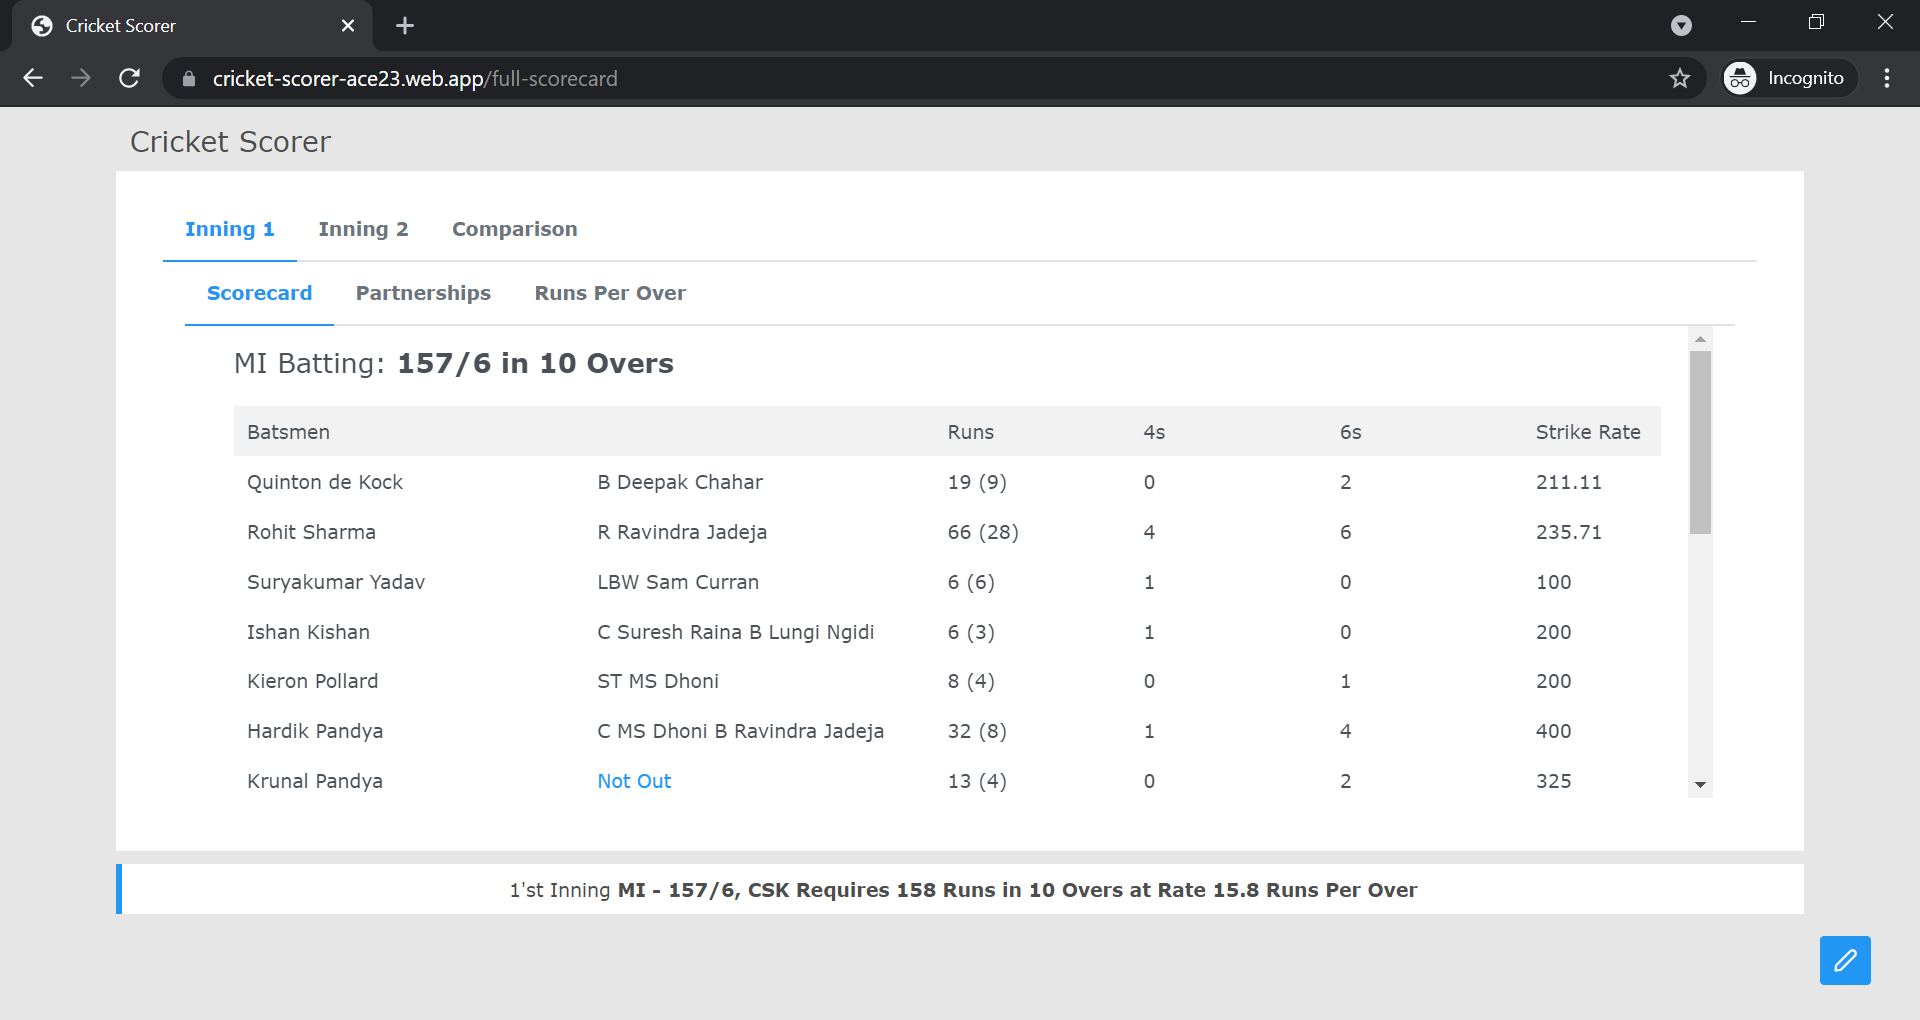 Cricket Scorer
cricket-scorer-ace23.web.app/full-scorecard
Incognito
Cricket Scorer
Inning 1 Inning 2 Comparison
Scorecard Partnerships Runs Per Over
MI Batting: 157/6 in 10 Overs
Batsmen Runs 4s 6s Strike Rate
Quinton de Kock B Deepak Chahar 19 (9) 0 2 211.11
Rohit Sharma R Ravindra Jadeja 66 (28) 4 6 235.71
Suryakumar Yadav LBW Sam Curran 6 (6) 1 0 100
Ishan Kishan C Suresh Raina B Lungi Ngidi 6 (3) 1 0 200
Kieron Pollard ST MS Dhoni 8 (4) 0 1 200
Hardik Pandya C MS Dhoni B Ravindra Jadeja 32 (8) 1 4 400
Krunal Pandya Not Out 13 (4) 0 2 325
1'st Inning MI - 157/6, CSK Requires 158 Runs in 10 Overs at Rate 15.8 Runs Per Over